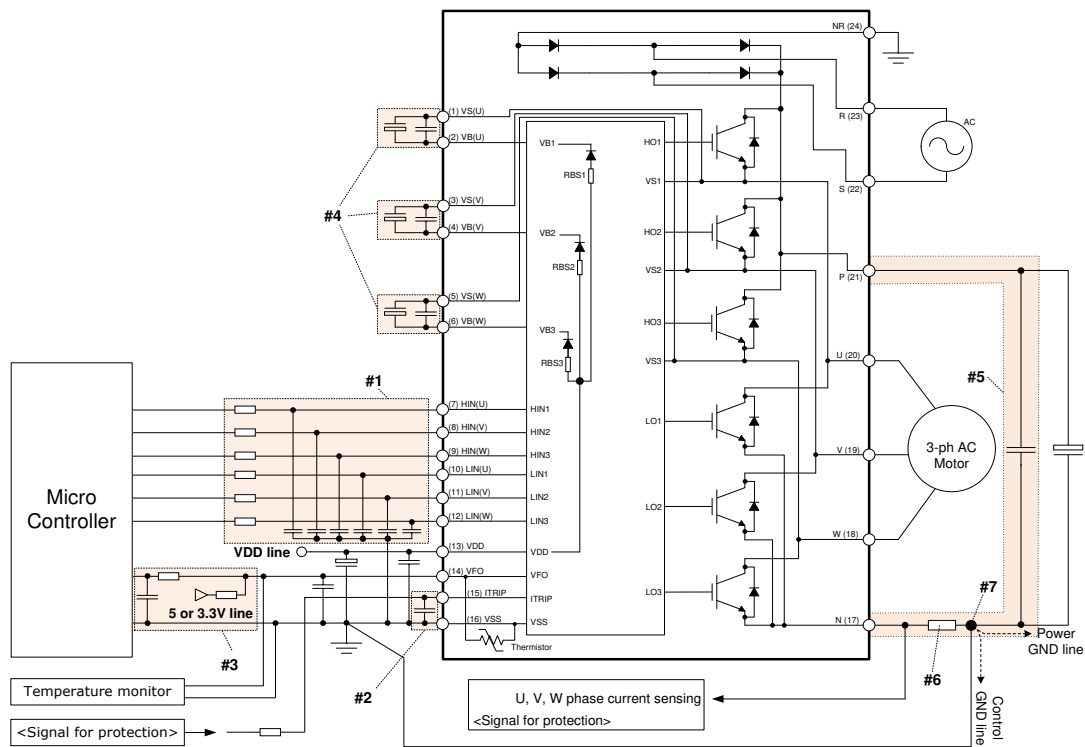 NR (24)
(1) VS(U)
R (23)
AC
(2) VB(U)
VB1
HO1
RBS1
VS1
S (22)
(3) VS(V)
#4
(4) VB(V)
VB2
HO2
RBS2
VS2
P (21)
(5) VS(W)
(6) VB(W)
VB3
HO3
RBS3
VS3
U (20)
#5
#1
(7) HIN(U)
HIN1
LO1
(8) HIN(V)
HIN2
(9) HIN(W)
HIN3
V (19)
3-ph AC
Motor
(10) LIN(U)
LIN1
Micro
Controller
(11) LIN(V)
LIN2
LO2
(12) LIN(W)
LIN3
W (18)
VDD line
(13) VDD
VDD
(14) VFO
VFO
(15) ITRIP
ITRIP
LO3
#7
5 or 3.3V line
(16) VSS
VSS
N (17)
Thermistor
Power
GND line
#3
#2
#6
Temperature monitor
U, V, W phase current sensing
<Signal for protection>
Control
GND line
<Signal for protection>